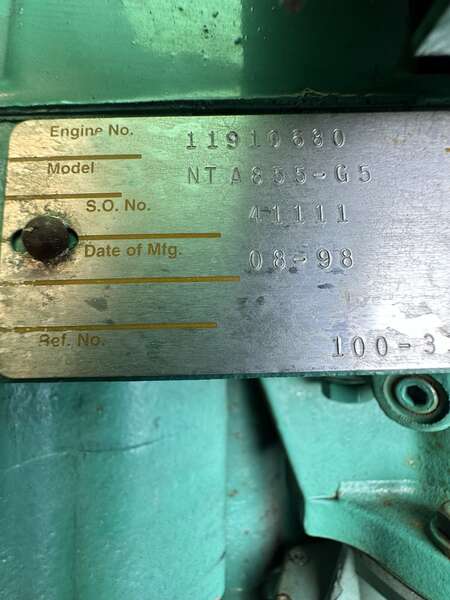 Engine No. 11910680
Model NTA855-G5
S.O. No. 41111
Date of Mfg. 08-98
Ref. No. 100-3